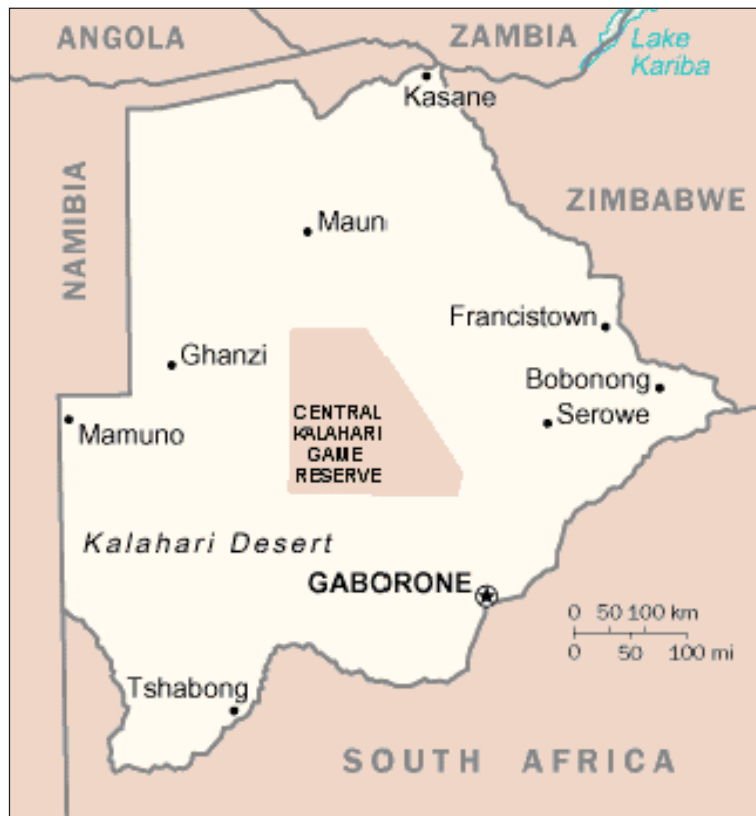 ANGOLA
ZAMBIA
Lake
Kariba
Kasane
ZIMBABWE
NAMIBIA
Maun
Francistown
Ghanzi
Bobonong
Serowe
Mamuno
CENTRAL
KALAHARI
GAME
RESERVE
Kalahari Desert
GABORONE
0 50 100 km
0 50 100 mi
Tshabong
SOUTH AFRICA